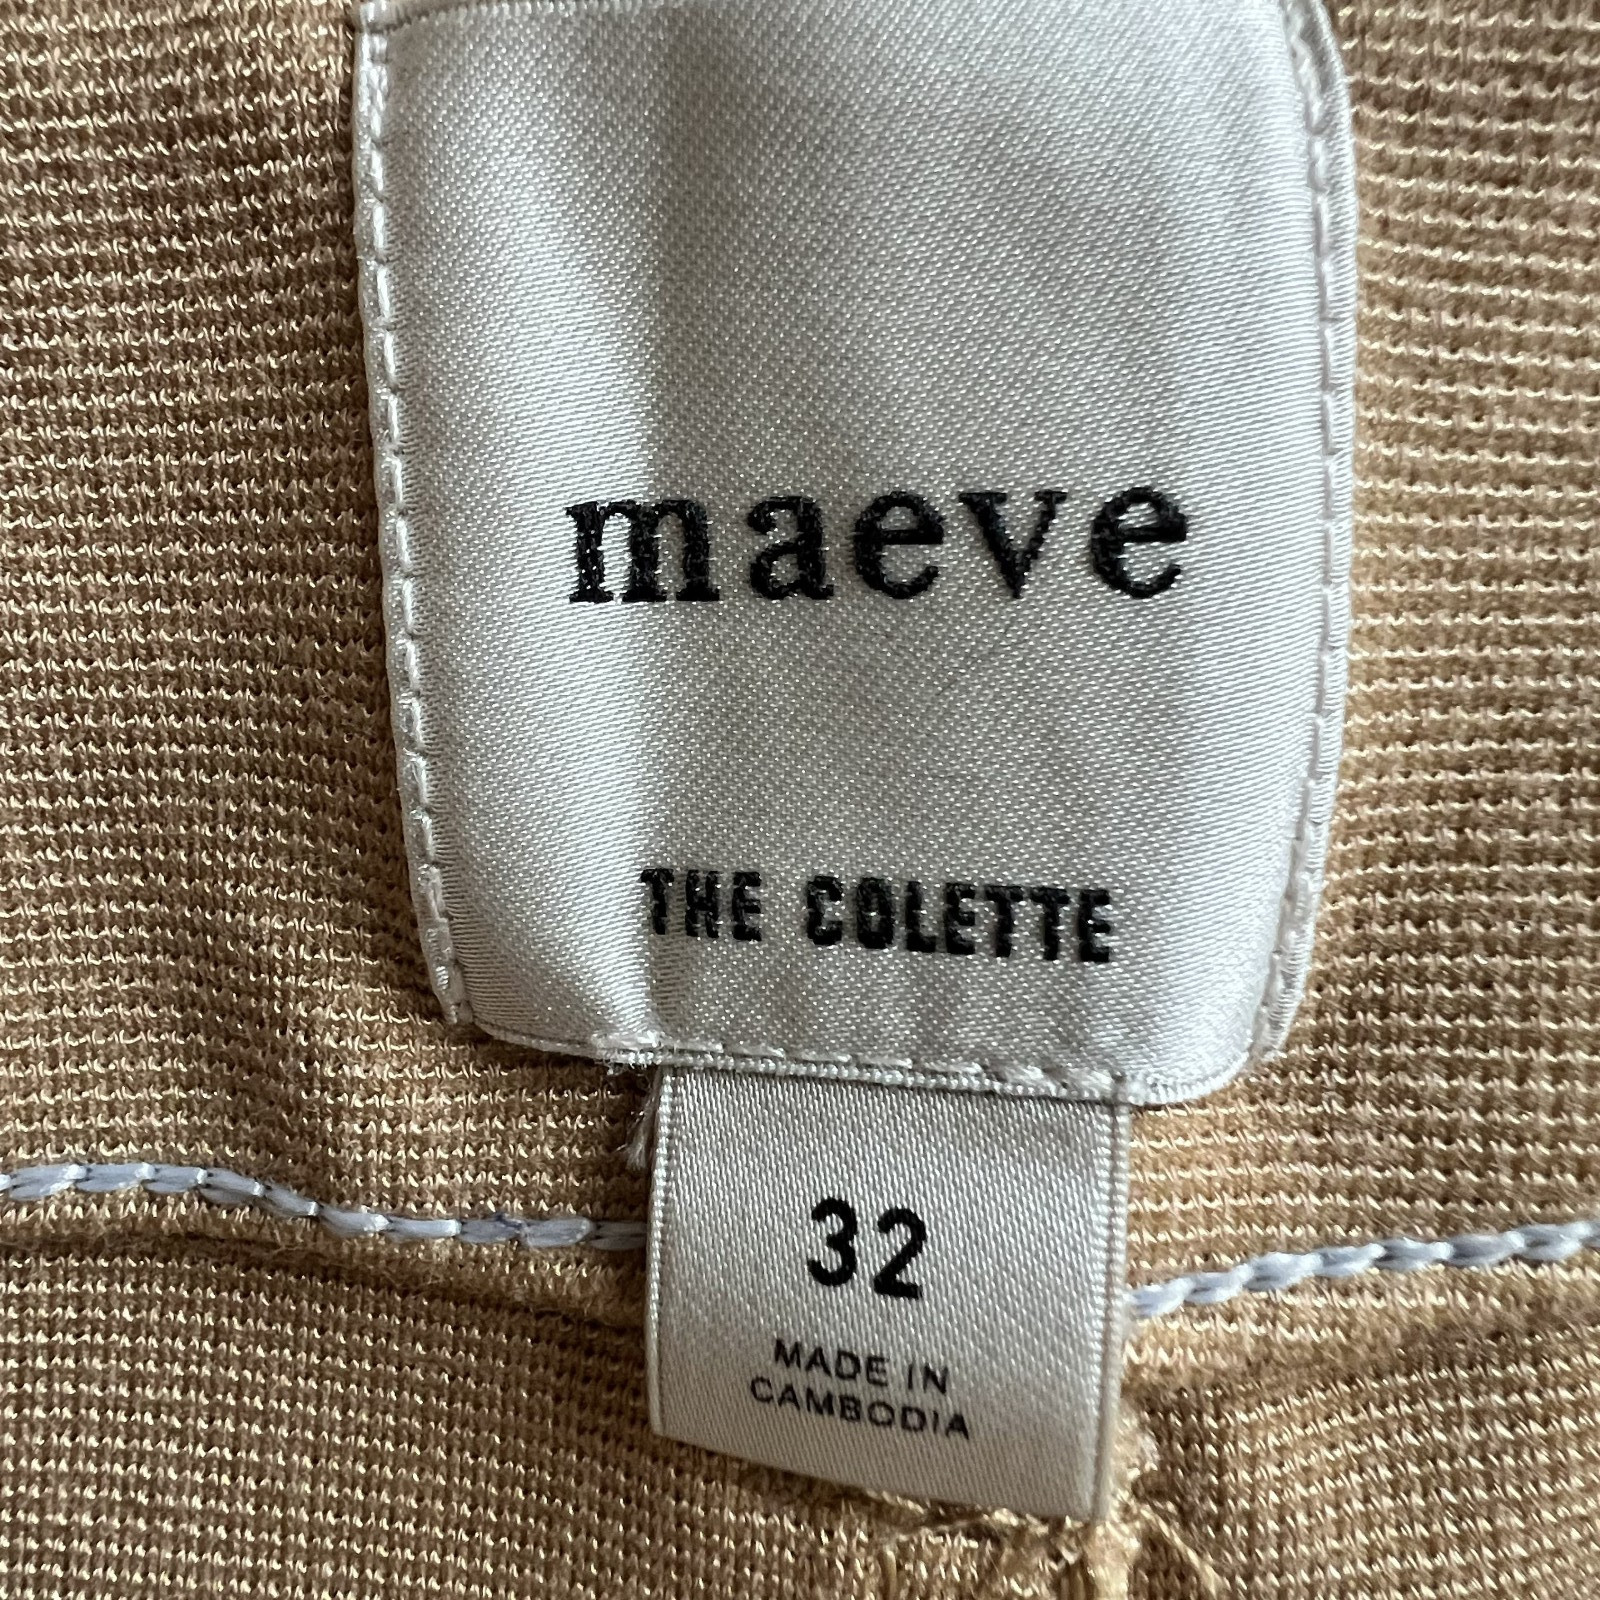 maeve
THE COLETTE
32
MADE IN
CAMBODIA